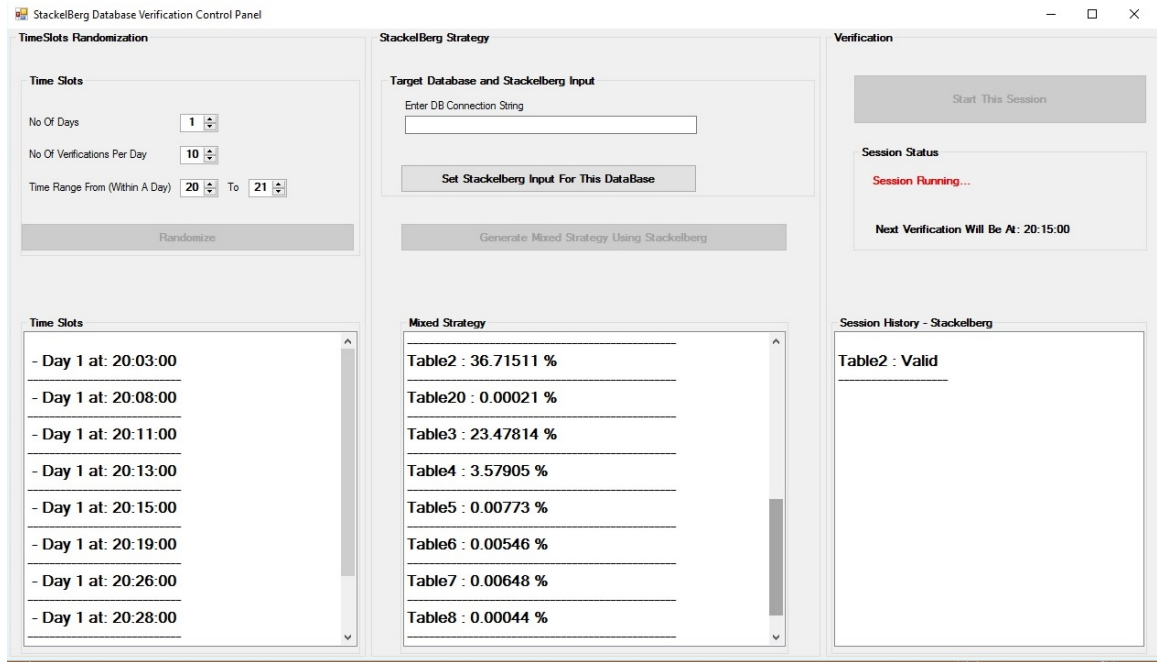 StackelBerg Database Verification Control Panel
TimeSlots Randomization
Time Slots
No Of Days 1
No Of Verifications Per Day 10
Time Range From (Within A Day) 20 To 21
Randomize
Time Slots
- Day 1 at: 20:03:00
- Day 1 at: 20:08:00
- Day 1 at: 20:11:00
- Day 1 at: 20:13:00
- Day 1 at: 20:15:00
- Day 1 at: 20:19:00
- Day 1 at: 20:26:00
- Day 1 at: 20:28:00
StackelBerg Strategy
Target Database and Stackelberg Input
Enter DB Connection String
Set Stackelberg Input For This DataBase
Generate Mixed Strategy Using Stackelberg
Mixed Strategy
Table2 : 36.71511 %
Table20 : 0.00021 %
Table3 : 23.47814 %
Table4 : 3.57905 %
Table5 : 0.00773 %
Table6 : 0.00546 %
Table7 : 0.00648 %
Table8 : 0.00044 %
Verification
Start This Session
Session Status
Session Running...
Next Verification Will Be At: 20:15:00
Session History - Stackelberg
Table2 : Valid